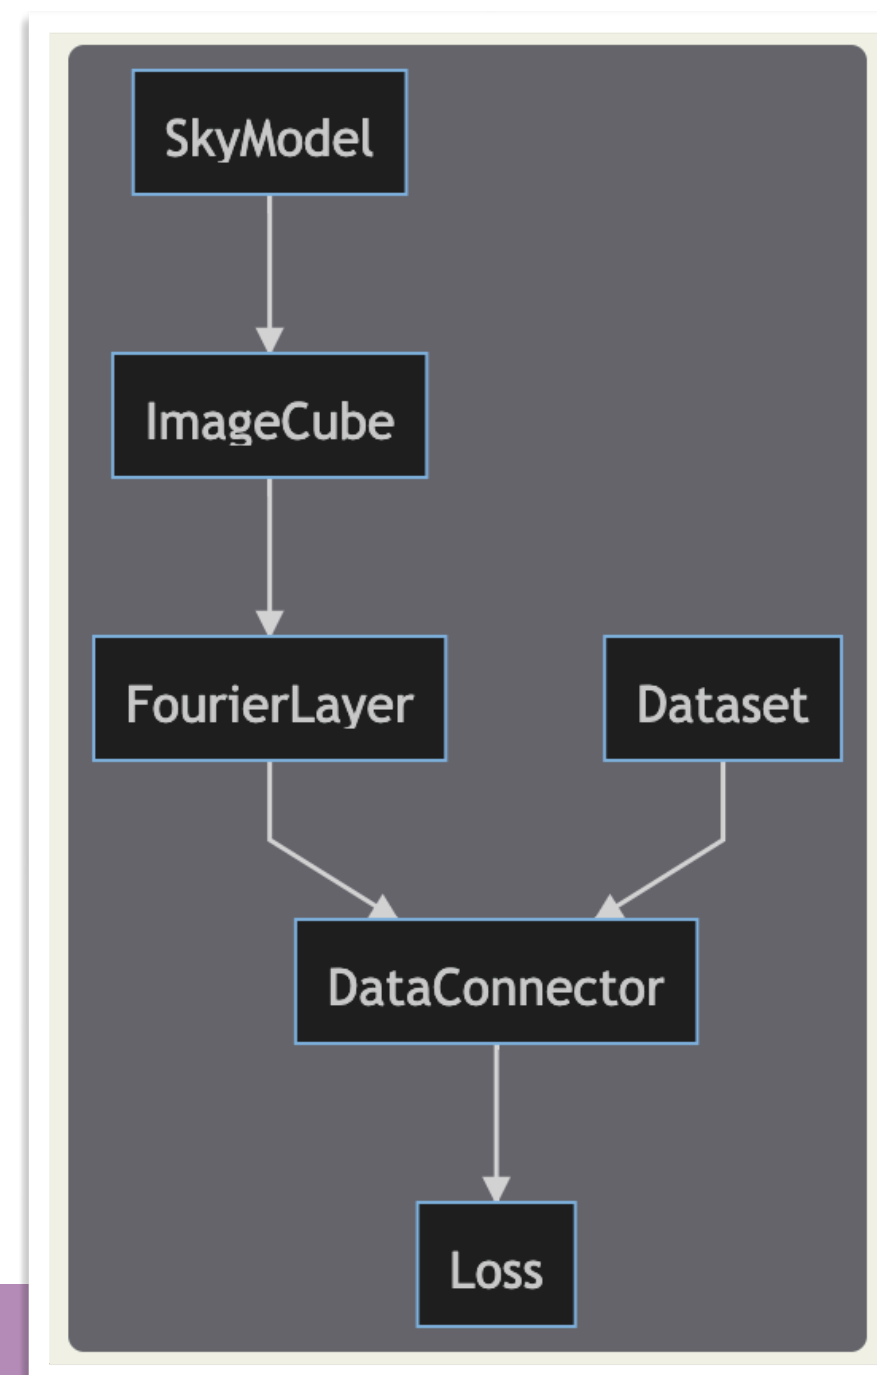 SkyModel
ImageCube
FourierLayer
Dataset
DataConnector
Loss